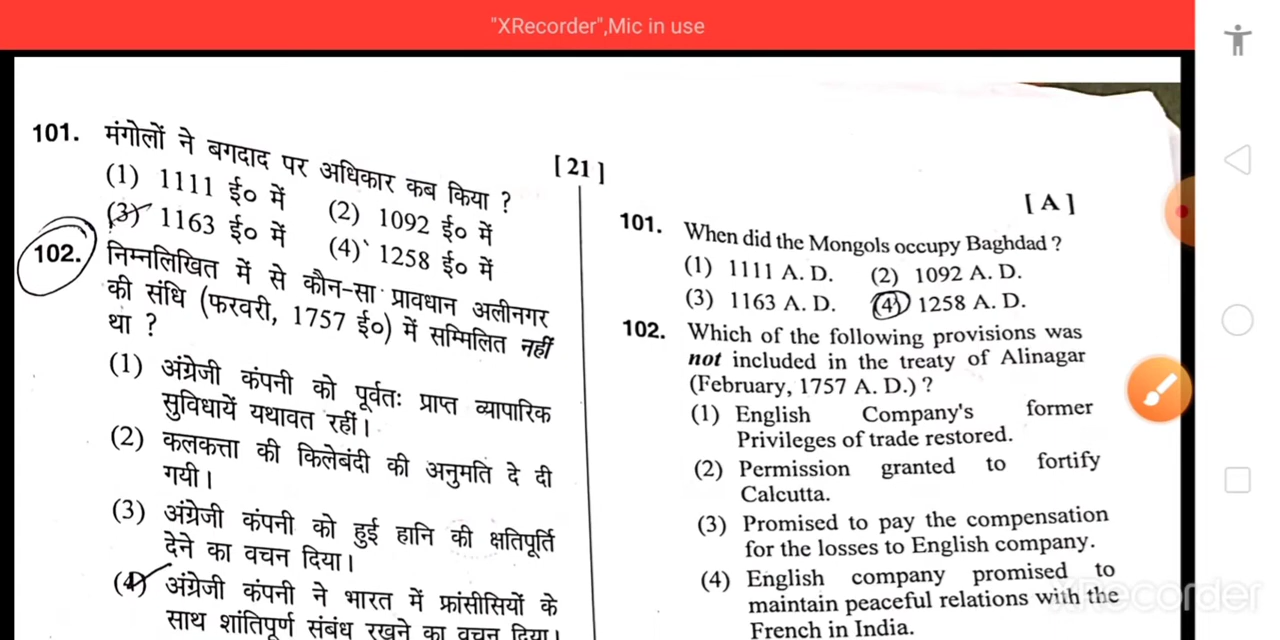 "XRecorder",Mic in use
[ 21 ]
[ A ]
101. मंगोलों ने बगदाद पर अधिकार कब किया ?
(1) 1111 ई० में (2) 1092 ई० में
(3) 1163 ई० में (4) 1258 ई० में
102. निम्नलिखित में से कौन-सा प्रावधान अलीनगर
की संधि (फरवरी, 1757 ई०) में सम्मिलित नहीं
था ?
(1) अंग्रेजी कंपनी को पूर्वतः प्राप्त व्यापारिक
सुविधायें यथावत रहीं।
(2) कलकत्ता की किलेबंदी की अनुमति दे दी
गयी।
(3) अंग्रेजी कंपनी को हुई हानि की क्षतिपूर्ति
देने का वचन दिया।
(4) अंग्रेजी कंपनी ने भारत में फ्रांसीसियों के
साथ शांतिपूर्ण संबंध रखने का वचन दिया।
101. When did the Mongols occupy Baghdad ?
(1) 1111 A. D. (2) 1092 A. D.
(3) 1163 A. D. (4) 1258 A. D.
102. Which of the following provisions was
not included in the treaty of Alinagar
(February, 1757 A. D.) ?
(1) English Company's former
Privileges of trade restored.
(2) Permission granted to fortify
Calcutta.
(3) Promised to pay the compensation
for the losses to English company.
(4) English company promised to
maintain peaceful relations with the
French in India.
XRecorder